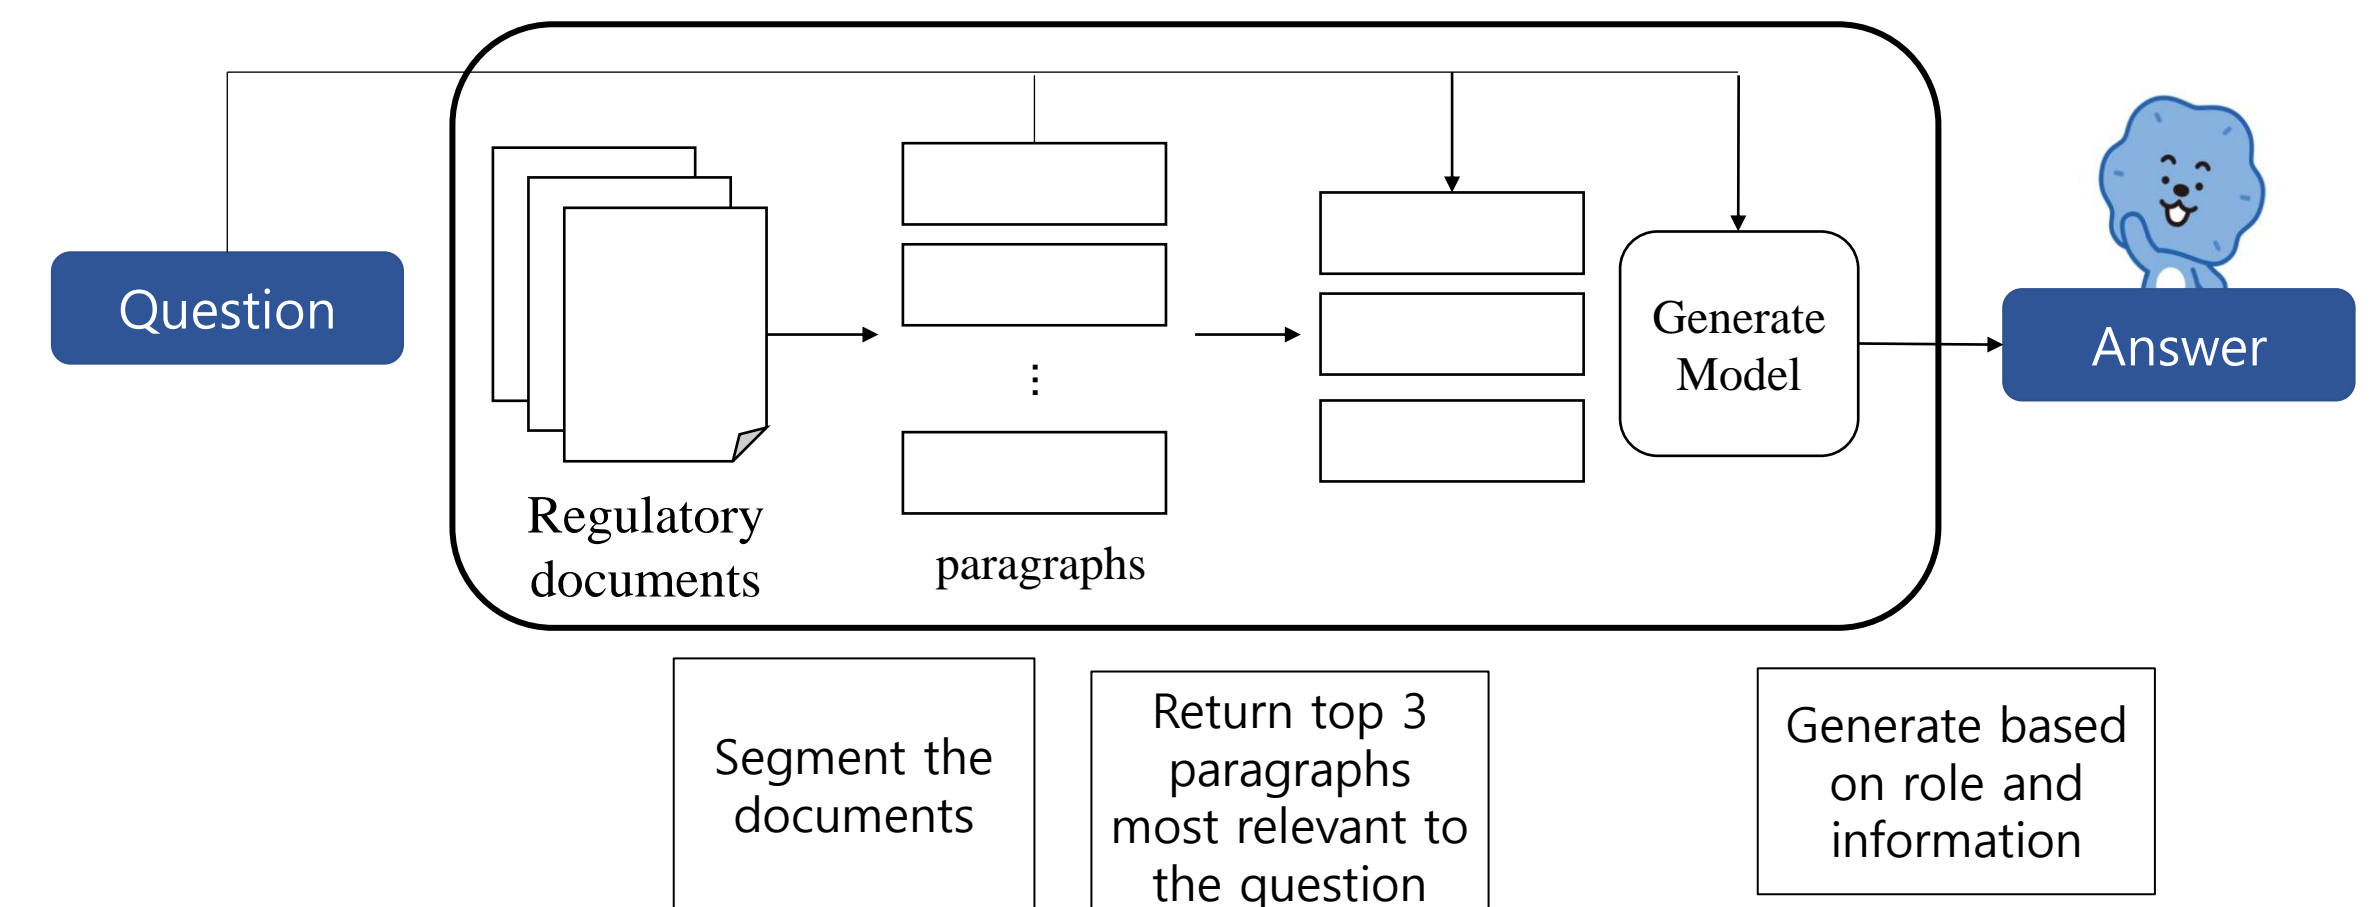 Question
Regulatory
documents
⋮
paragraphs
Generate
Model
Answer
Segment the
documents
Return top 3
paragraphs
most relevant to
the question
Generate based
on role and
information